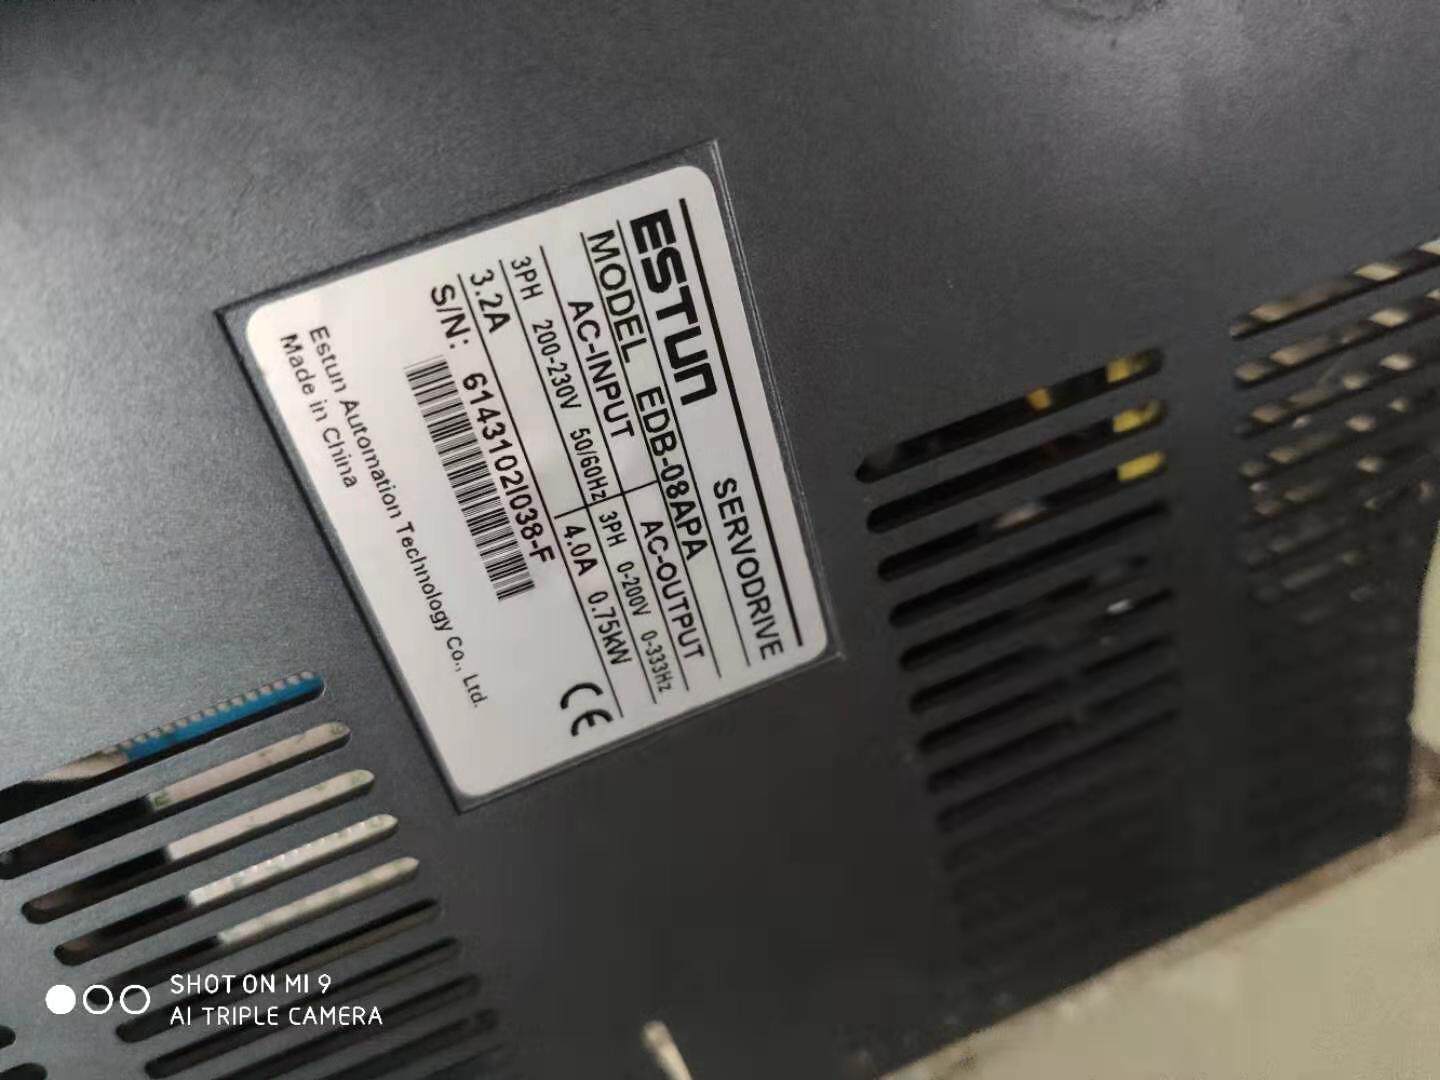 ESTUN SERVODRIVE
MODEL EDB-08APA
AC-INPUT AC-OUTPUT
3PH 200-230V 50/60Hz 3PH 0-200V 0-333Hz
3.2A 4.0A 0.75kW
S/N: 6143102I038-F
CE
Estun Automation Technology Co., Ltd.
Made in China
SHOT ON MI 9
AI TRIPLE CAMERA